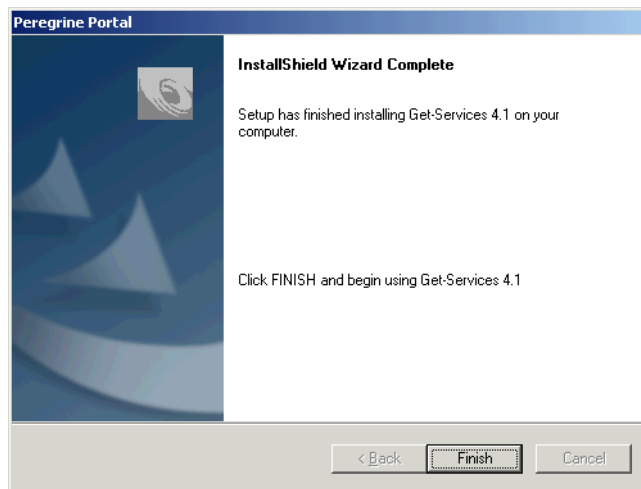 Peregrine Portal
InstallShield Wizard Complete
Setup has finished installing Get-Services 4.1 on your
computer.
Click FINISH and begin using Get-Services 4.1
< Back
Finish
Cancel